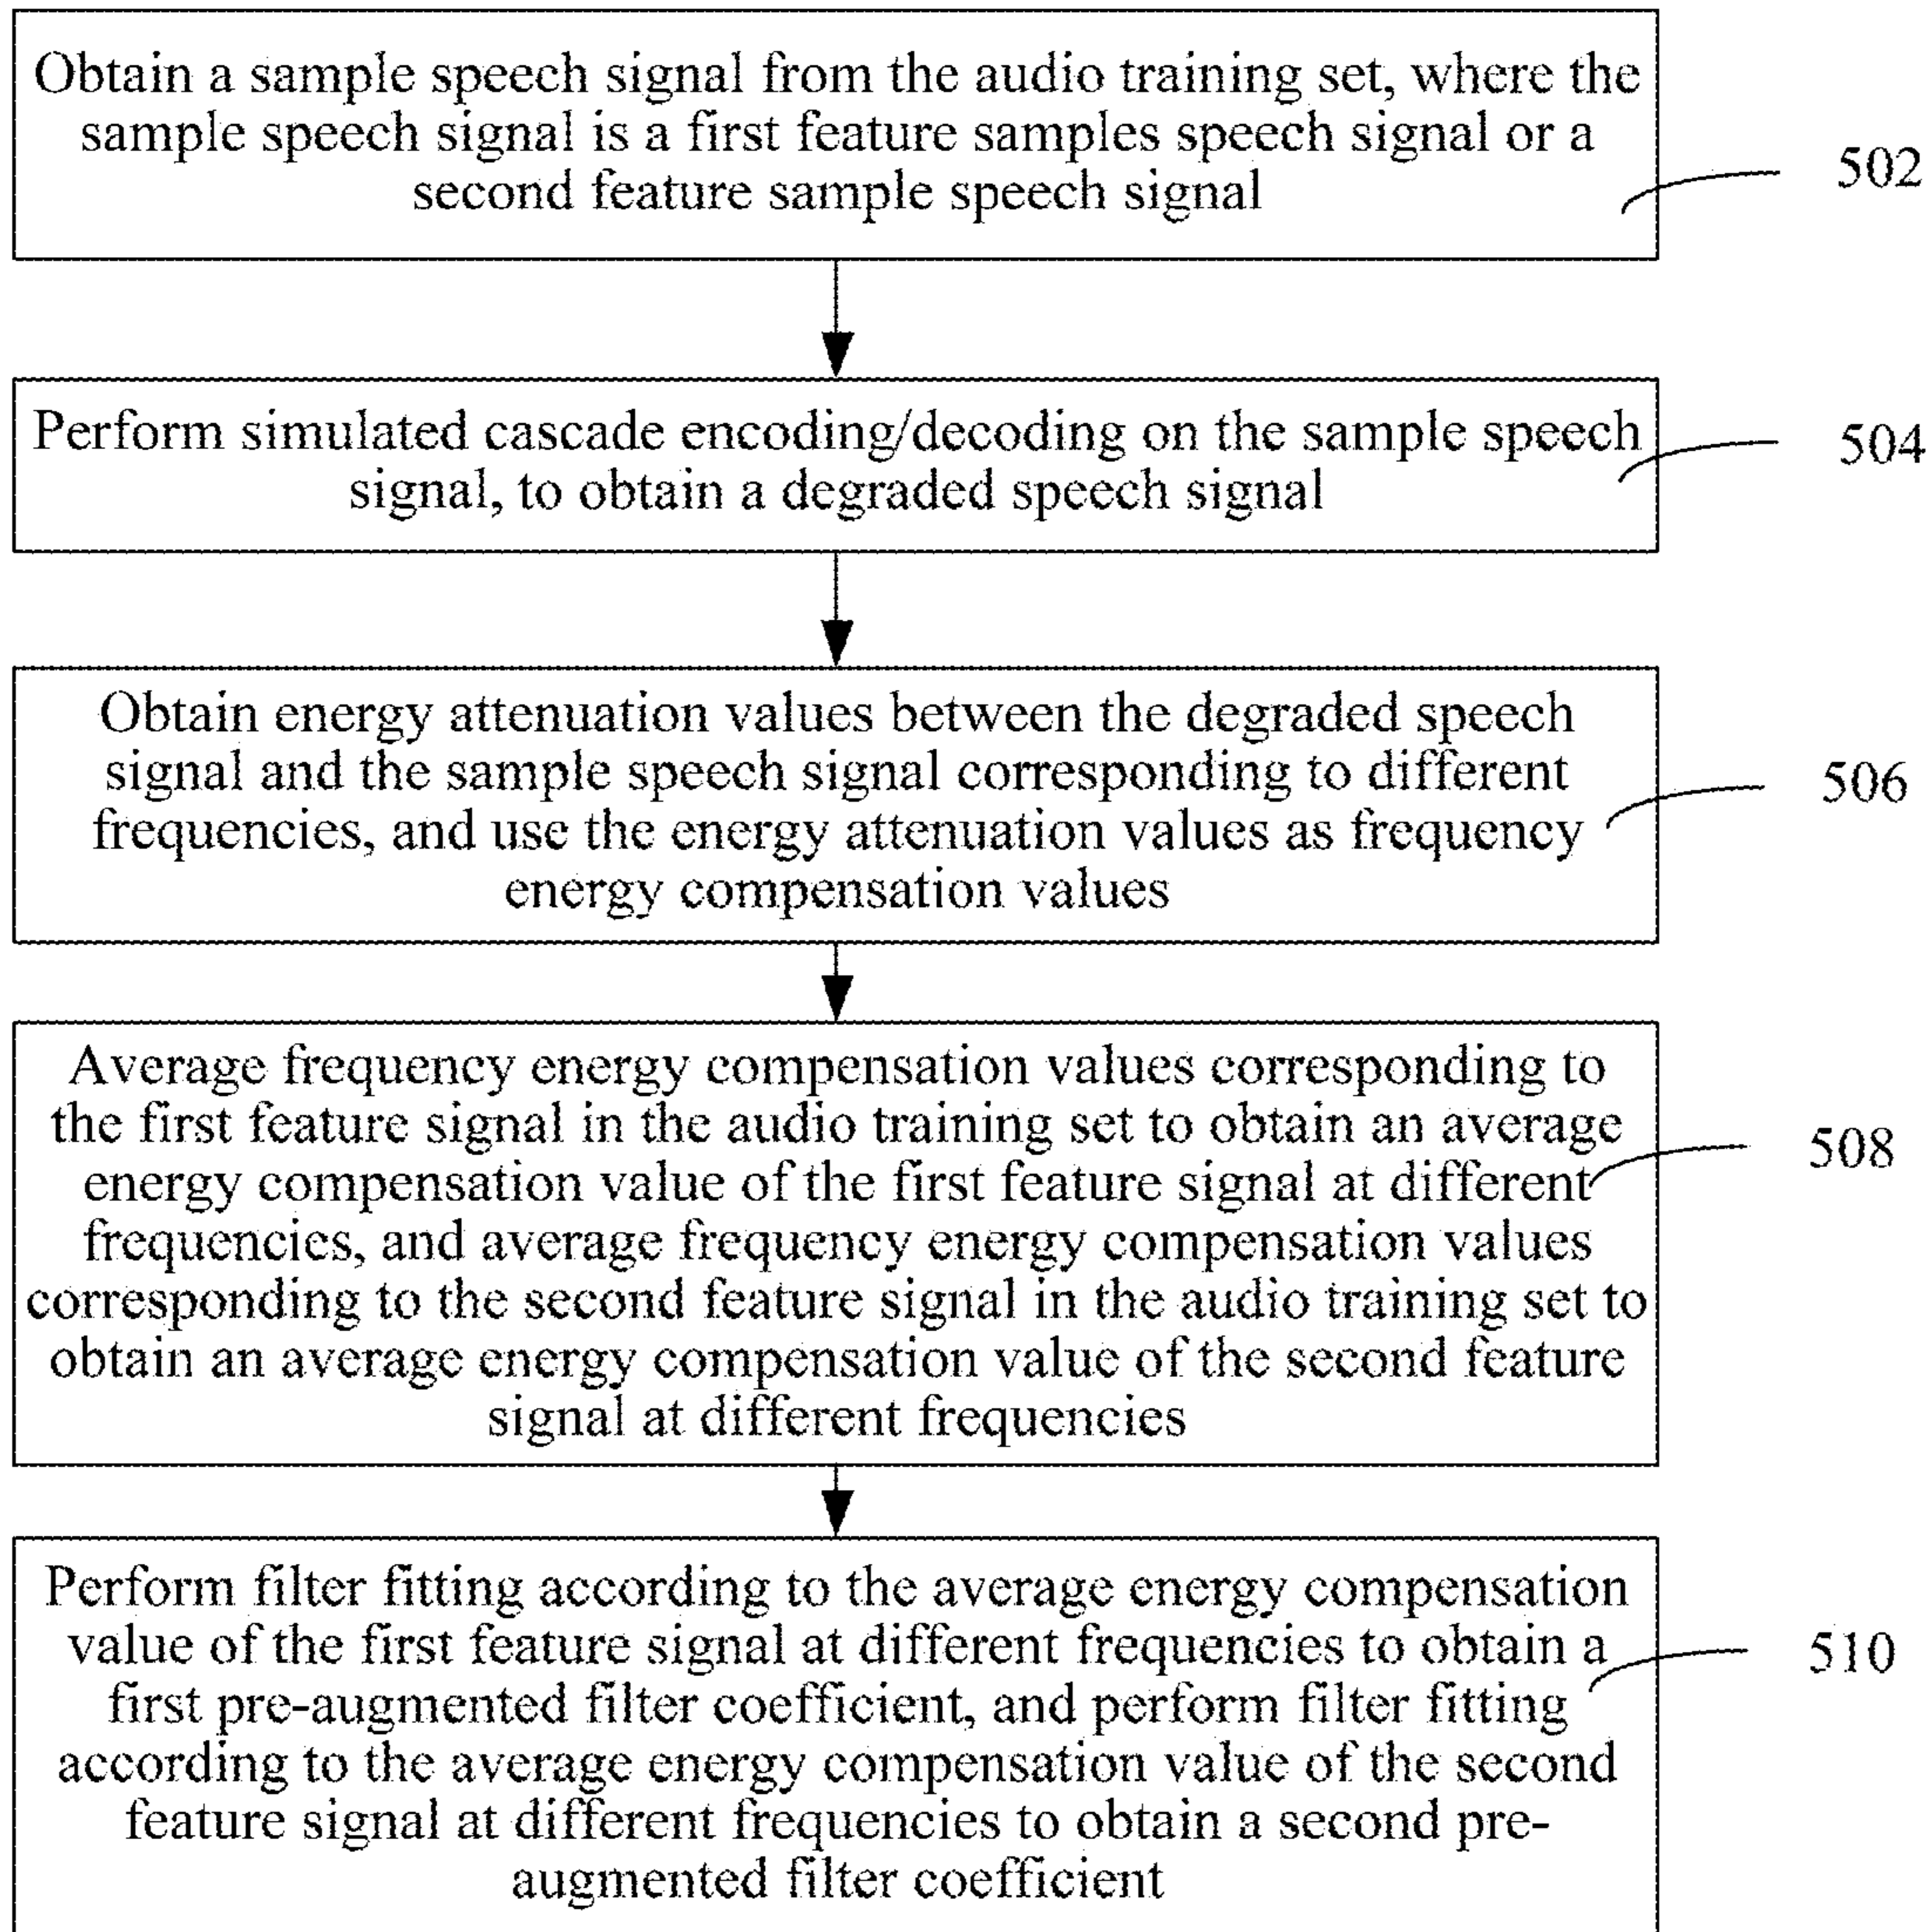 Obtain a sample speech signal from the audio training set, where the
sample speech signal is a first feature samples speech signal or a
second feature sample speech signal
502
Perform simulated cascade encoding/decoding on the sample speech
signal, to obtain a degraded speech signal
504
Obtain energy attenuation values between the degraded speech
signal and the sample speech signal corresponding to different
frequencies, and use the energy attenuation values as frequency
energy compensation values
506
Average frequency energy compensation values corresponding to
the first feature signal in the audio training set to obtain an average
energy compensation value of the first feature signal at different
frequencies, and average frequency energy compensation values
corresponding to the second feature signal in the audio training set to
obtain an average energy compensation value of the second feature
signal at different frequencies
508
Perform filter fitting according to the average energy compensation
value of the first feature signal at different frequencies to obtain a
first pre-augmented filter coefficient, and perform filter fitting
according to the average energy compensation value of the second
feature signal at different frequencies to obtain a second pre-
augmented filter coefficient
510